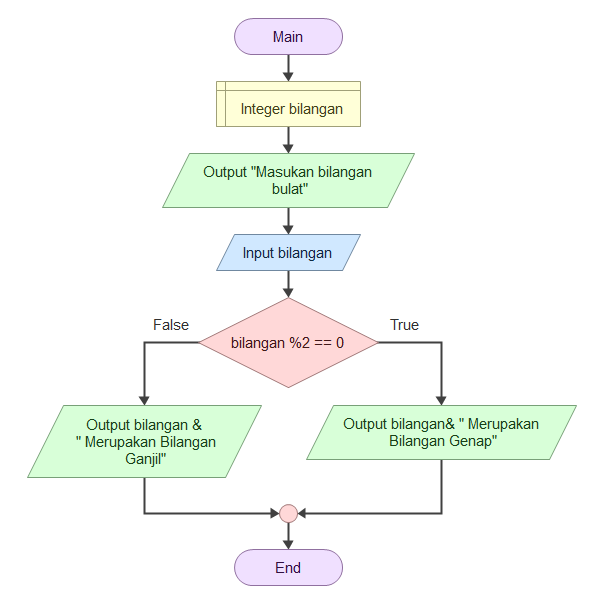 Main
Integer bilangan
Output "Masukan bilangan
bulat"
Input bilangan
False
True
bilangan %2 == 0
Output bilangan &
" Merupakan Bilangan
Ganjil"
Output bilangan& " Merupakan
Bilangan Genap"
End